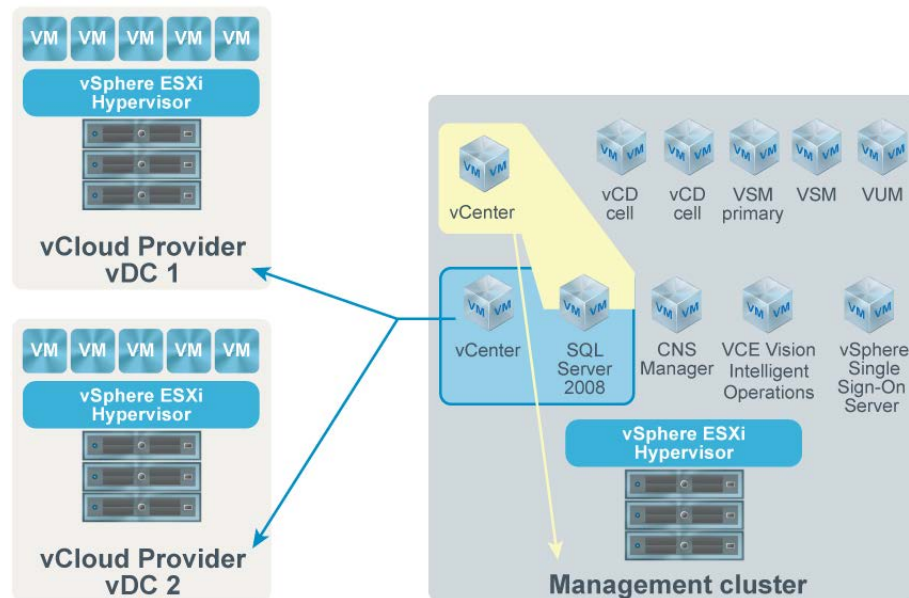 VM VM VM VM VM
vSphere ESXi
Hypervisor
vCloud Provider
vDC 1
VM VM VM VM VM
vSphere ESXi
Hypervisor
vCloud Provider
vDC 2
VM VM
vCenter
VM VM
vCD
cell
VM VM
vCD
cell
VM VM
VSM
primary
VM VM
VSM
VM VM
VUM
VM VM
vCenter
VM VM
SQL
Server
2008
VM VM
CNS
Manager
VM VM
VCE Vision
Intelligent
Operations
VM VM
vSphere
Single
Sign-On
Server
vSphere ESXi
Hypervisor
Management cluster